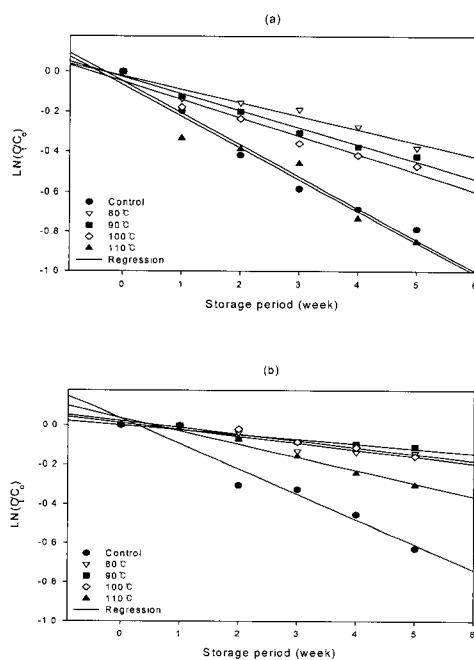 (a)
LN(C/C₀)
0.0
-0.2
-0.4
-0.6
-0.8
-1.0
Control
80℃
90℃
100℃
110℃
Regression
0 1 2 3 4 5 6
Storage period (week)
(b)
LN(C/C₀)
0.0
-0.2
-0.4
-0.6
-0.8
-1.0
Control
80℃
90℃
100℃
110℃
Regression
0 1 2 3 4 5 6
Storage period (week)